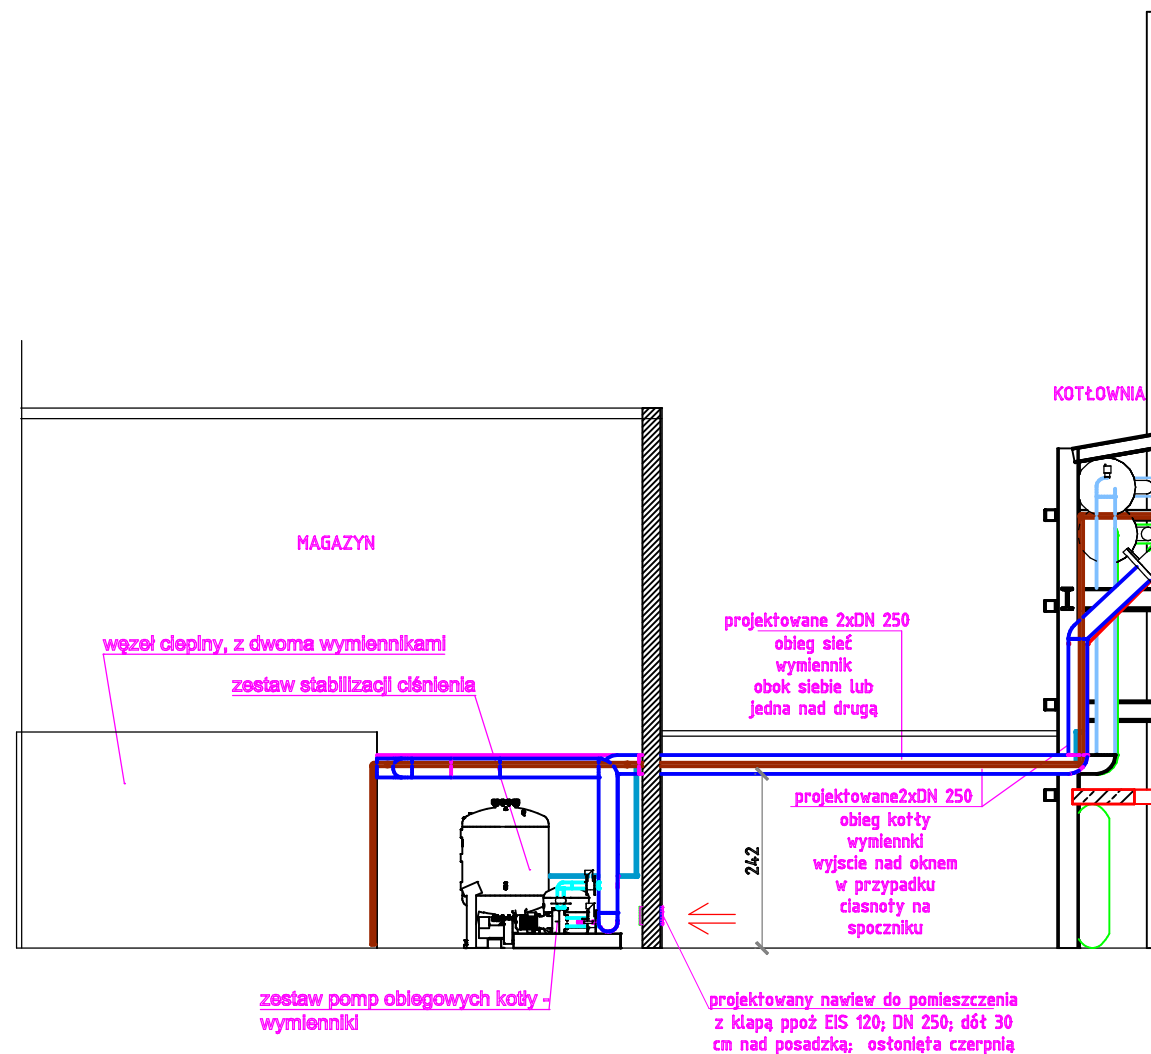 KOTŁOWNIA
MAGAZYN
węzeł cieplny, z dwoma wymiennikami
zestaw stabilizacji ciśnienia
projektowane 2xDN 250
obieg sieć
wymiennik
obok siebie lub
jedna nad drugą
projektowane2xDN 250
obieg kotły
wymiennki
wyjscie nad oknem
w przypadku
ciasnoty na
spoczniku
242
zestaw pomp obiegowych kotły -
wymienniki
projektowany nawiew do pomieszczenia
z klapą ppoż EIS 120; DN 250; dół 30
cm nad posadzką; osłonięta czerpnią